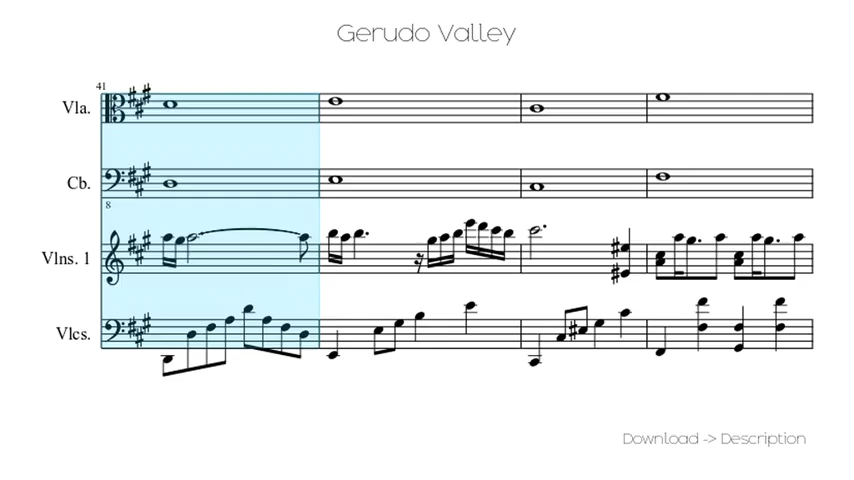 Gerudo Valley
41
Vla.
Cb.
8
Vlns. 1
Vlcs.
Download -> Description